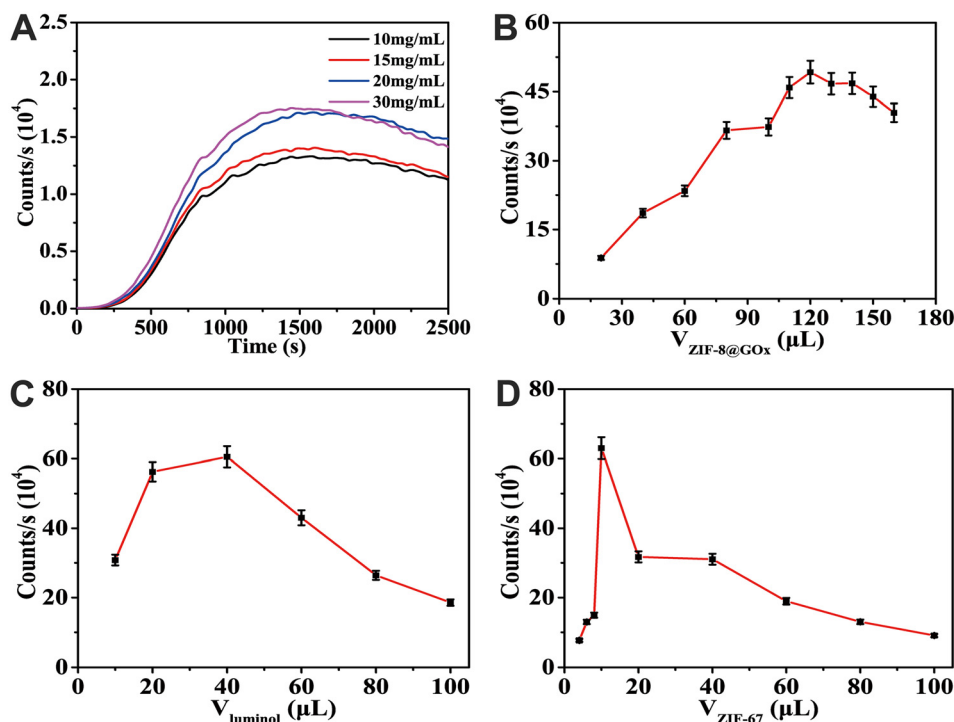 A
2.5
2.0
1.5
1.0
0.5
0.0
0 500 1000 1500 2000 2500
Time (s)
Counts/s (10⁴)
10mg/mL
15mg/mL
20mg/mL
30mg/mL
B
60
45
30
15
0
0 30 60 90 120 150 180
V ZIF-8@GOx (μL)
Counts/s (10⁴)
C
80
60
40
20
0
0 20 40 60 80 100
V luminol (μL)
Counts/s (10⁴)
D
80
60
40
20
0
0 20 40 60 80 100
V ZIF-67 (μL)
Counts/s (10⁴)